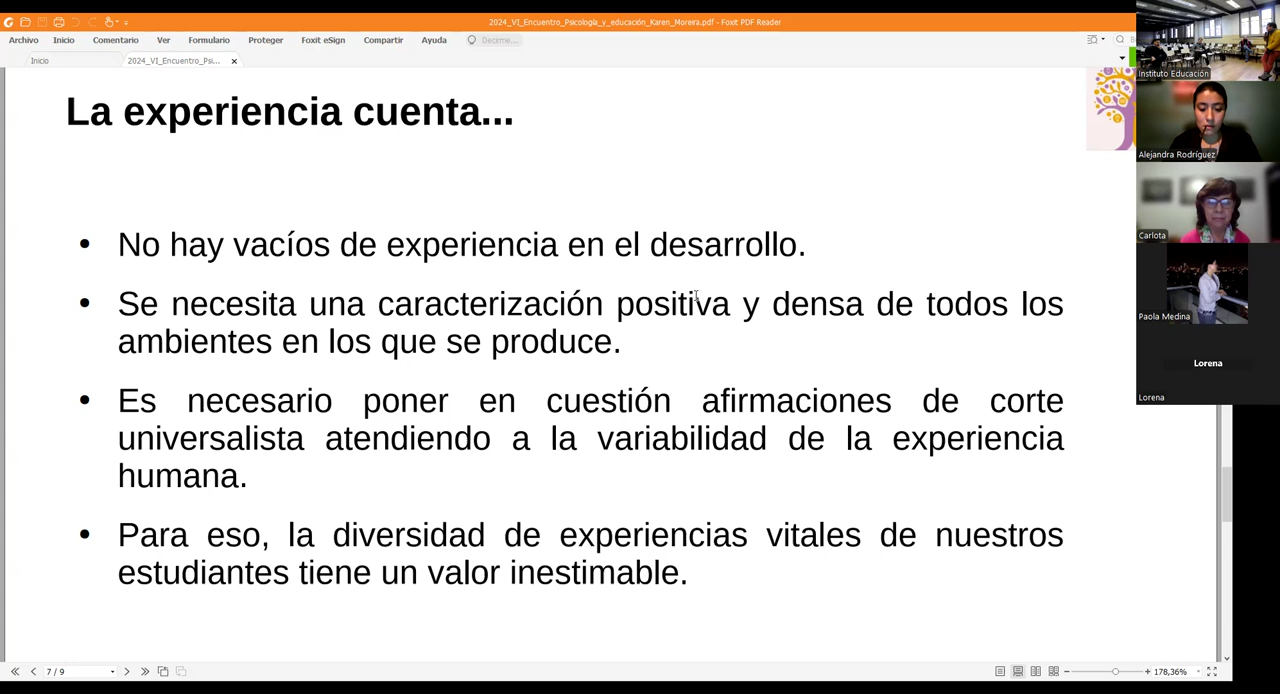 2024_VI_Encuentro_Psicología_y_educación_Karen_Moreira.pdf - Foxit PDF Reader
Archivo Inicio Comentario Ver Formulario Proteger Foxit eSign Compartir Ayuda Decirme...
Inicio 2024_VI_Encuentro_Psi...
La experiencia cuenta...
• No hay vacíos de experiencia en el desarrollo.
• Se necesita una caracterización positiva y densa de todos los
ambientes en los que se produce.
• Es necesario poner en cuestión afirmaciones de corte
universalista atendiendo a la variabilidad de la experiencia
humana.
• Para eso, la diversidad de experiencias vitales de nuestros
estudiantes tiene un valor inestimable.
Instituto Educación
Alejandra Rodríguez
Carlota
Paola Medina
Lorena
Lorena
7 / 9
178,36%